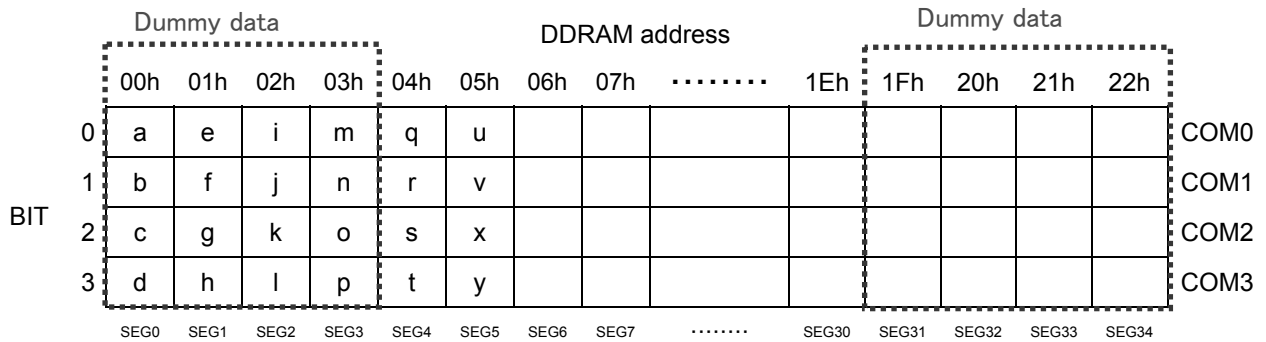 Dummy data DDRAM address Dummy data
00h 01h 02h 03h 04h 05h 06h 07h ········ 1Eh 1Fh 20h 21h 22h
0 a e i m q u COM0
1 b f j n r v COM1
BIT
2 c g k o s x COM2
3 d h l p t y COM3
SEG0 SEG1 SEG2 SEG3 SEG4 SEG5 SEG6 SEG7 ········ SEG30 SEG31 SEG32 SEG33 SEG34